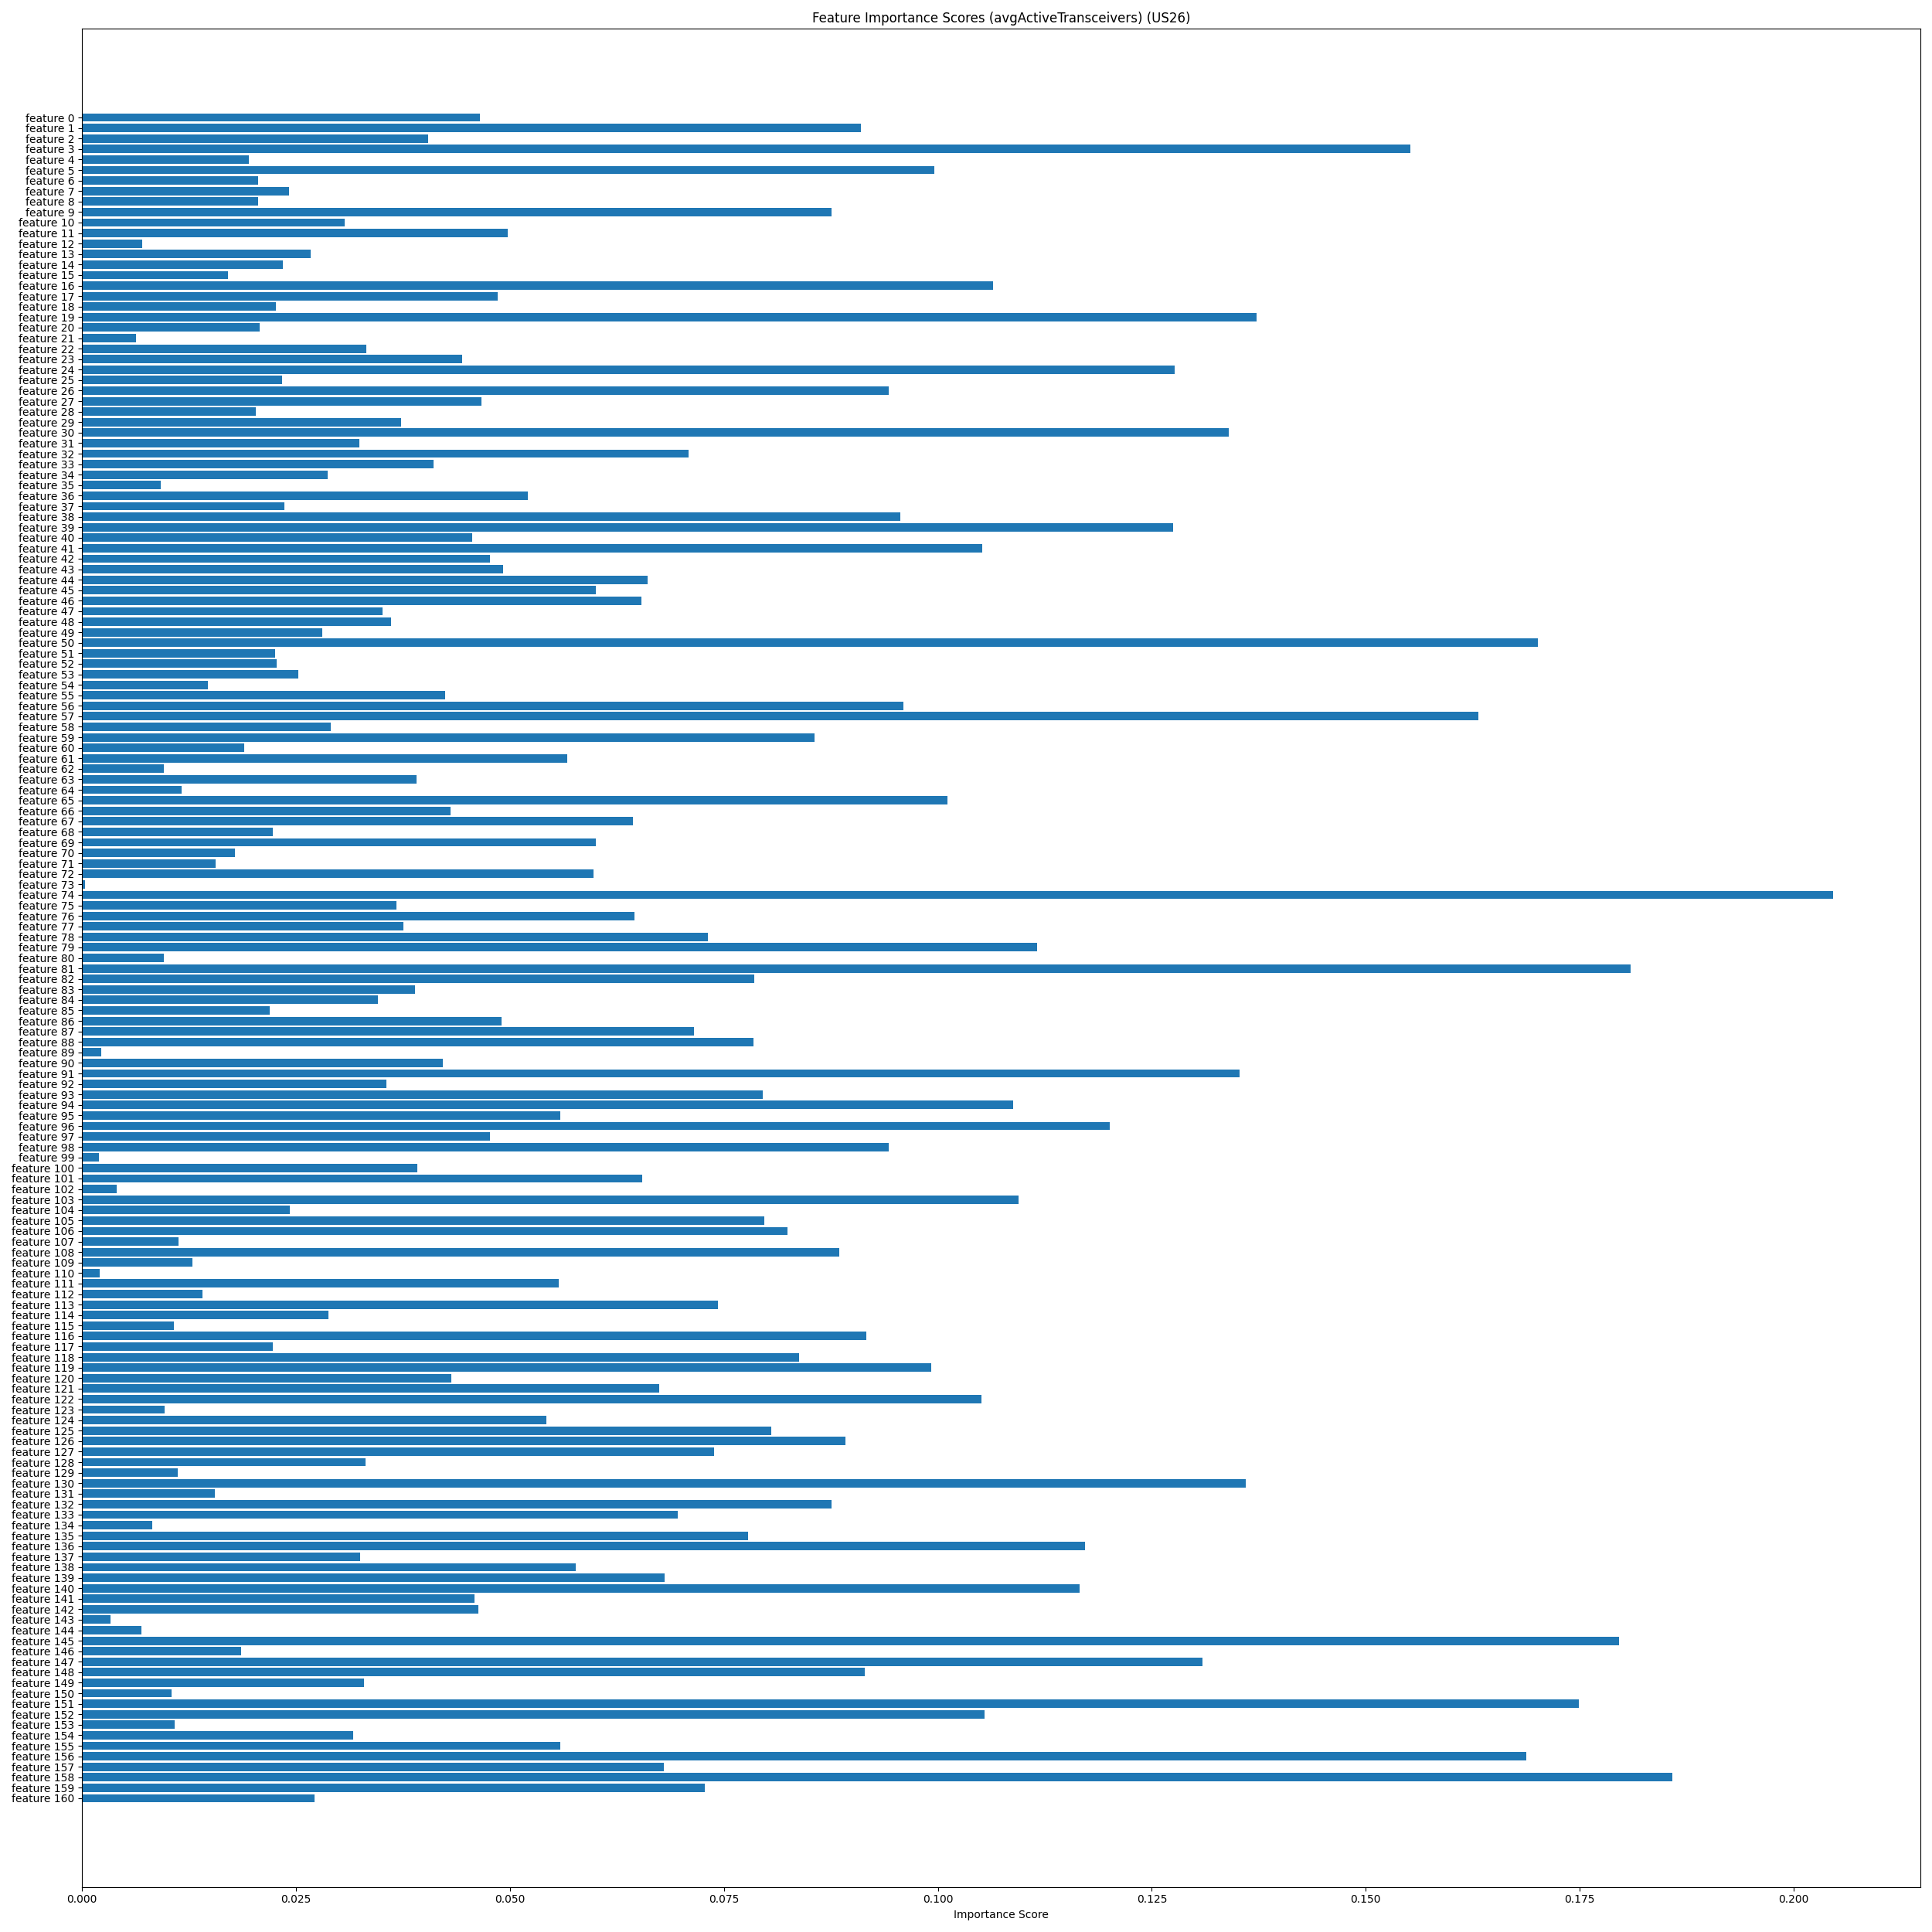 Feature Importance Scores (avgActiveTransceivers) (US26)
feature 0
feature 1
feature 2
feature 3
feature 4
feature 5
feature 6
feature 7
feature 8
feature 9
feature 10
feature 11
feature 12
feature 13
feature 14
feature 15
feature 16
feature 17
feature 18
feature 19
feature 20
feature 21
feature 22
feature 23
feature 24
feature 25
feature 26
feature 27
feature 28
feature 29
feature 30
feature 31
feature 32
feature 33
feature 34
feature 35
feature 36
feature 37
feature 38
feature 39
feature 40
feature 41
feature 42
feature 43
feature 44
feature 45
feature 46
feature 47
feature 48
feature 49
feature 50
feature 51
feature 52
feature 53
feature 54
feature 55
feature 56
feature 57
feature 58
feature 59
feature 60
feature 61
feature 62
feature 63
feature 64
feature 65
feature 66
feature 67
feature 68
feature 69
feature 70
feature 71
feature 72
feature 73
feature 74
feature 75
feature 76
feature 77
feature 78
feature 79
feature 80
feature 81
feature 82
feature 83
feature 84
feature 85
feature 86
feature 87
feature 88
feature 89
feature 90
feature 91
feature 92
feature 93
feature 94
feature 95
feature 96
feature 97
feature 98
feature 99
feature 100
feature 101
feature 102
feature 103
feature 104
feature 105
feature 106
feature 107
feature 108
feature 109
feature 110
feature 111
feature 112
feature 113
feature 114
feature 115
feature 116
feature 117
feature 118
feature 119
feature 120
feature 121
feature 122
feature 123
feature 124
feature 125
feature 126
feature 127
feature 128
feature 129
feature 130
feature 131
feature 132
feature 133
feature 134
feature 135
feature 136
feature 137
feature 138
feature 139
feature 140
feature 141
feature 142
feature 143
feature 144
feature 145
feature 146
feature 147
feature 148
feature 149
feature 150
feature 151
feature 152
feature 153
feature 154
feature 155
feature 156
feature 157
feature 158
feature 159
feature 160
0.000 0.025 0.050 0.075 0.100 0.125 0.150 0.175 0.200
Importance Score